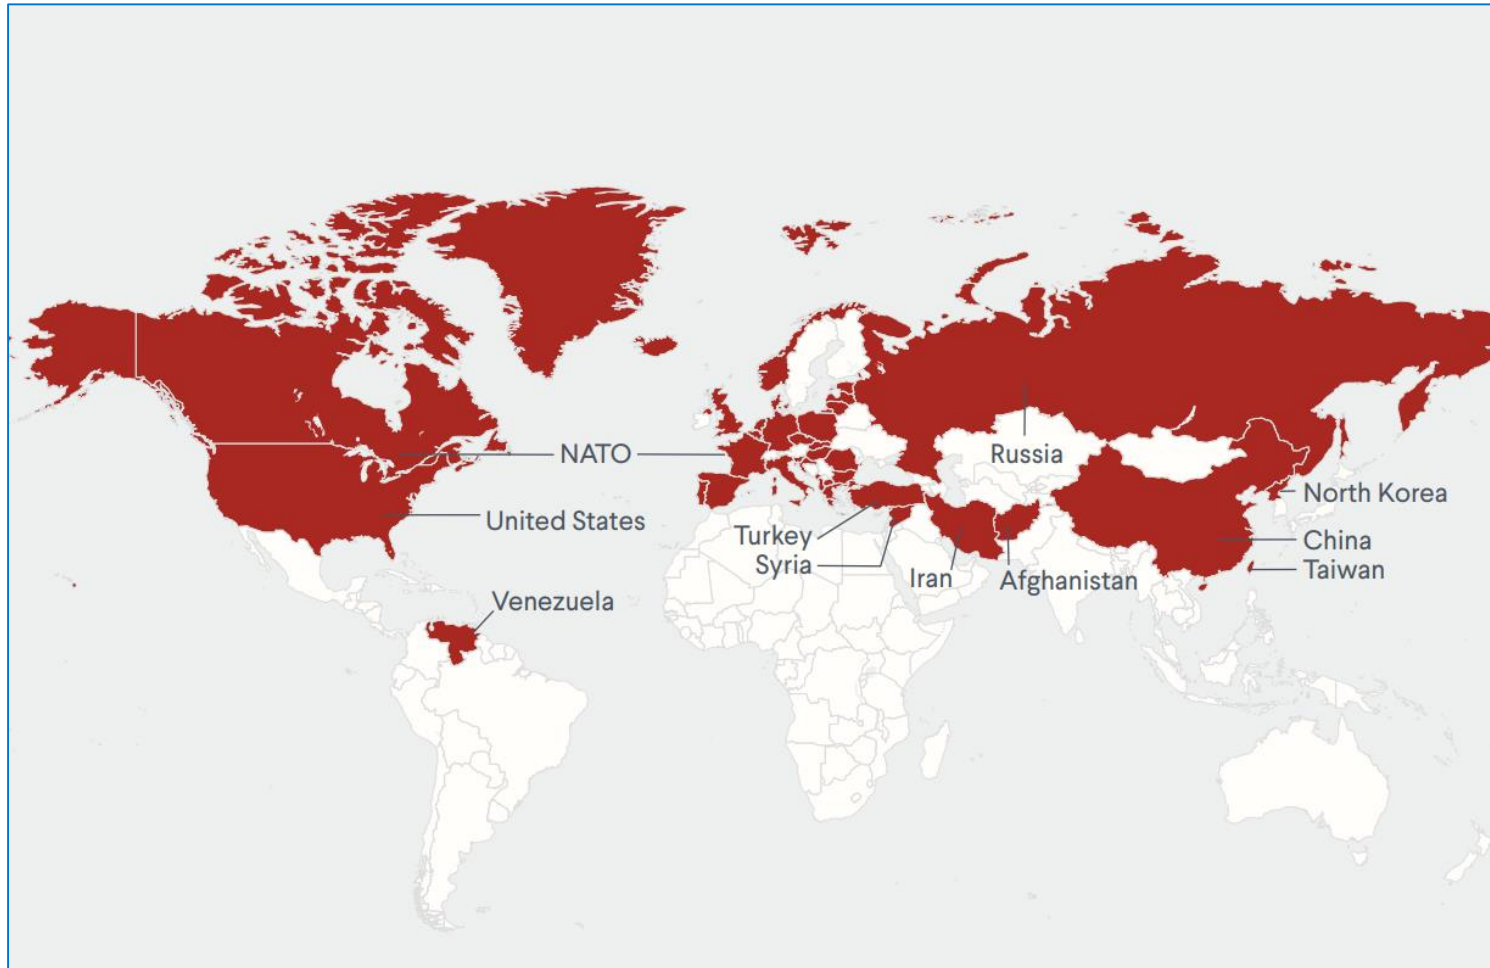 NATO
Russia
North Korea
United States
Turkey
China
Syria
Taiwan
Iran
Afghanistan
Venezuela